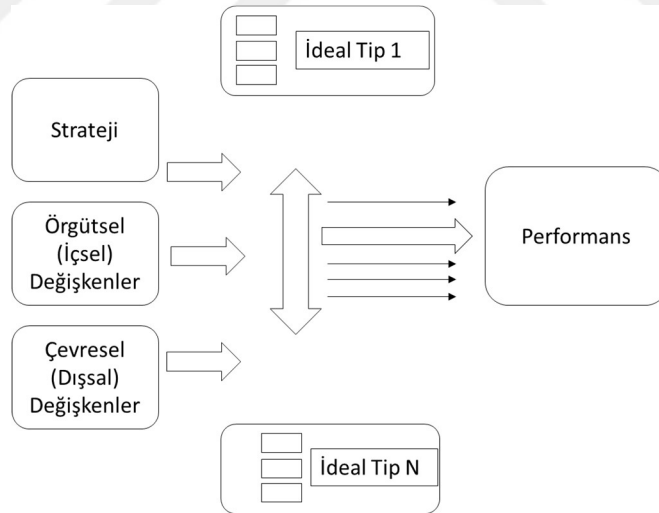 İdeal Tip 1
Strateji
Örgütsel
(İçsel)
Değişkenler
Performans
Çevresel
(Dışsal)
Değişkenler
İdeal Tip N